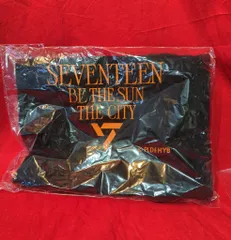 SEVENTEEN
BE THE SUN
THE CITY